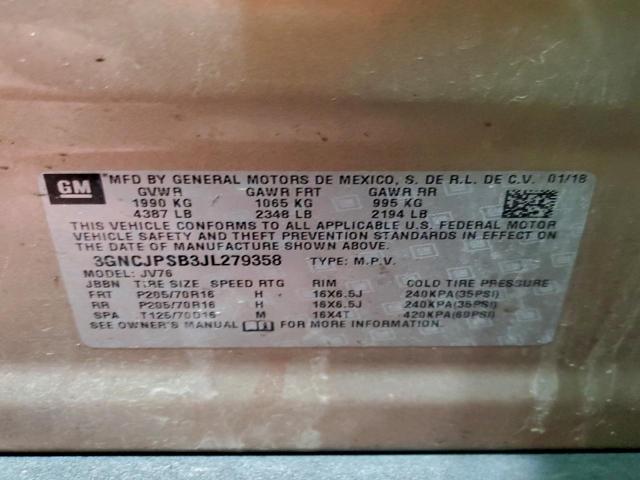 GM *MFD BY GENERAL MOTORS DE MEXICO, S. DE R.L. DE C.V. 01/18
GVWR GAWR FRT GAWR RR
1990 KG 1065 KG 995 KG
4387 LB 2348 LB 2194 LB
THIS VEHICLE CONFORMS TO ALL APPLICABLE U.S. FEDERAL MOTOR
VEHICLE SAFETY AND THEFT PREVENTION STANDARDS IN EFFECT
ON THE DATE OF MANUFACTURE SHOWN ABOVE.
3GNCJPSB3JL279358 TYPE: M.P.V.
MODEL: JV76
JBBN TIRE SIZE SPEED RTG RIM COLD TIRE PRESSURE
FRT P205/70R16 H 16X6.5J 240KPA(35PSI)
RR P205/70R16 H 16X6.5J 240KPA(35PSI)
SPA T125/70D16 M 16X4T 420KPA(60PSI)
SEE OWNER'S MANUAL FOR MORE INFORMATION.